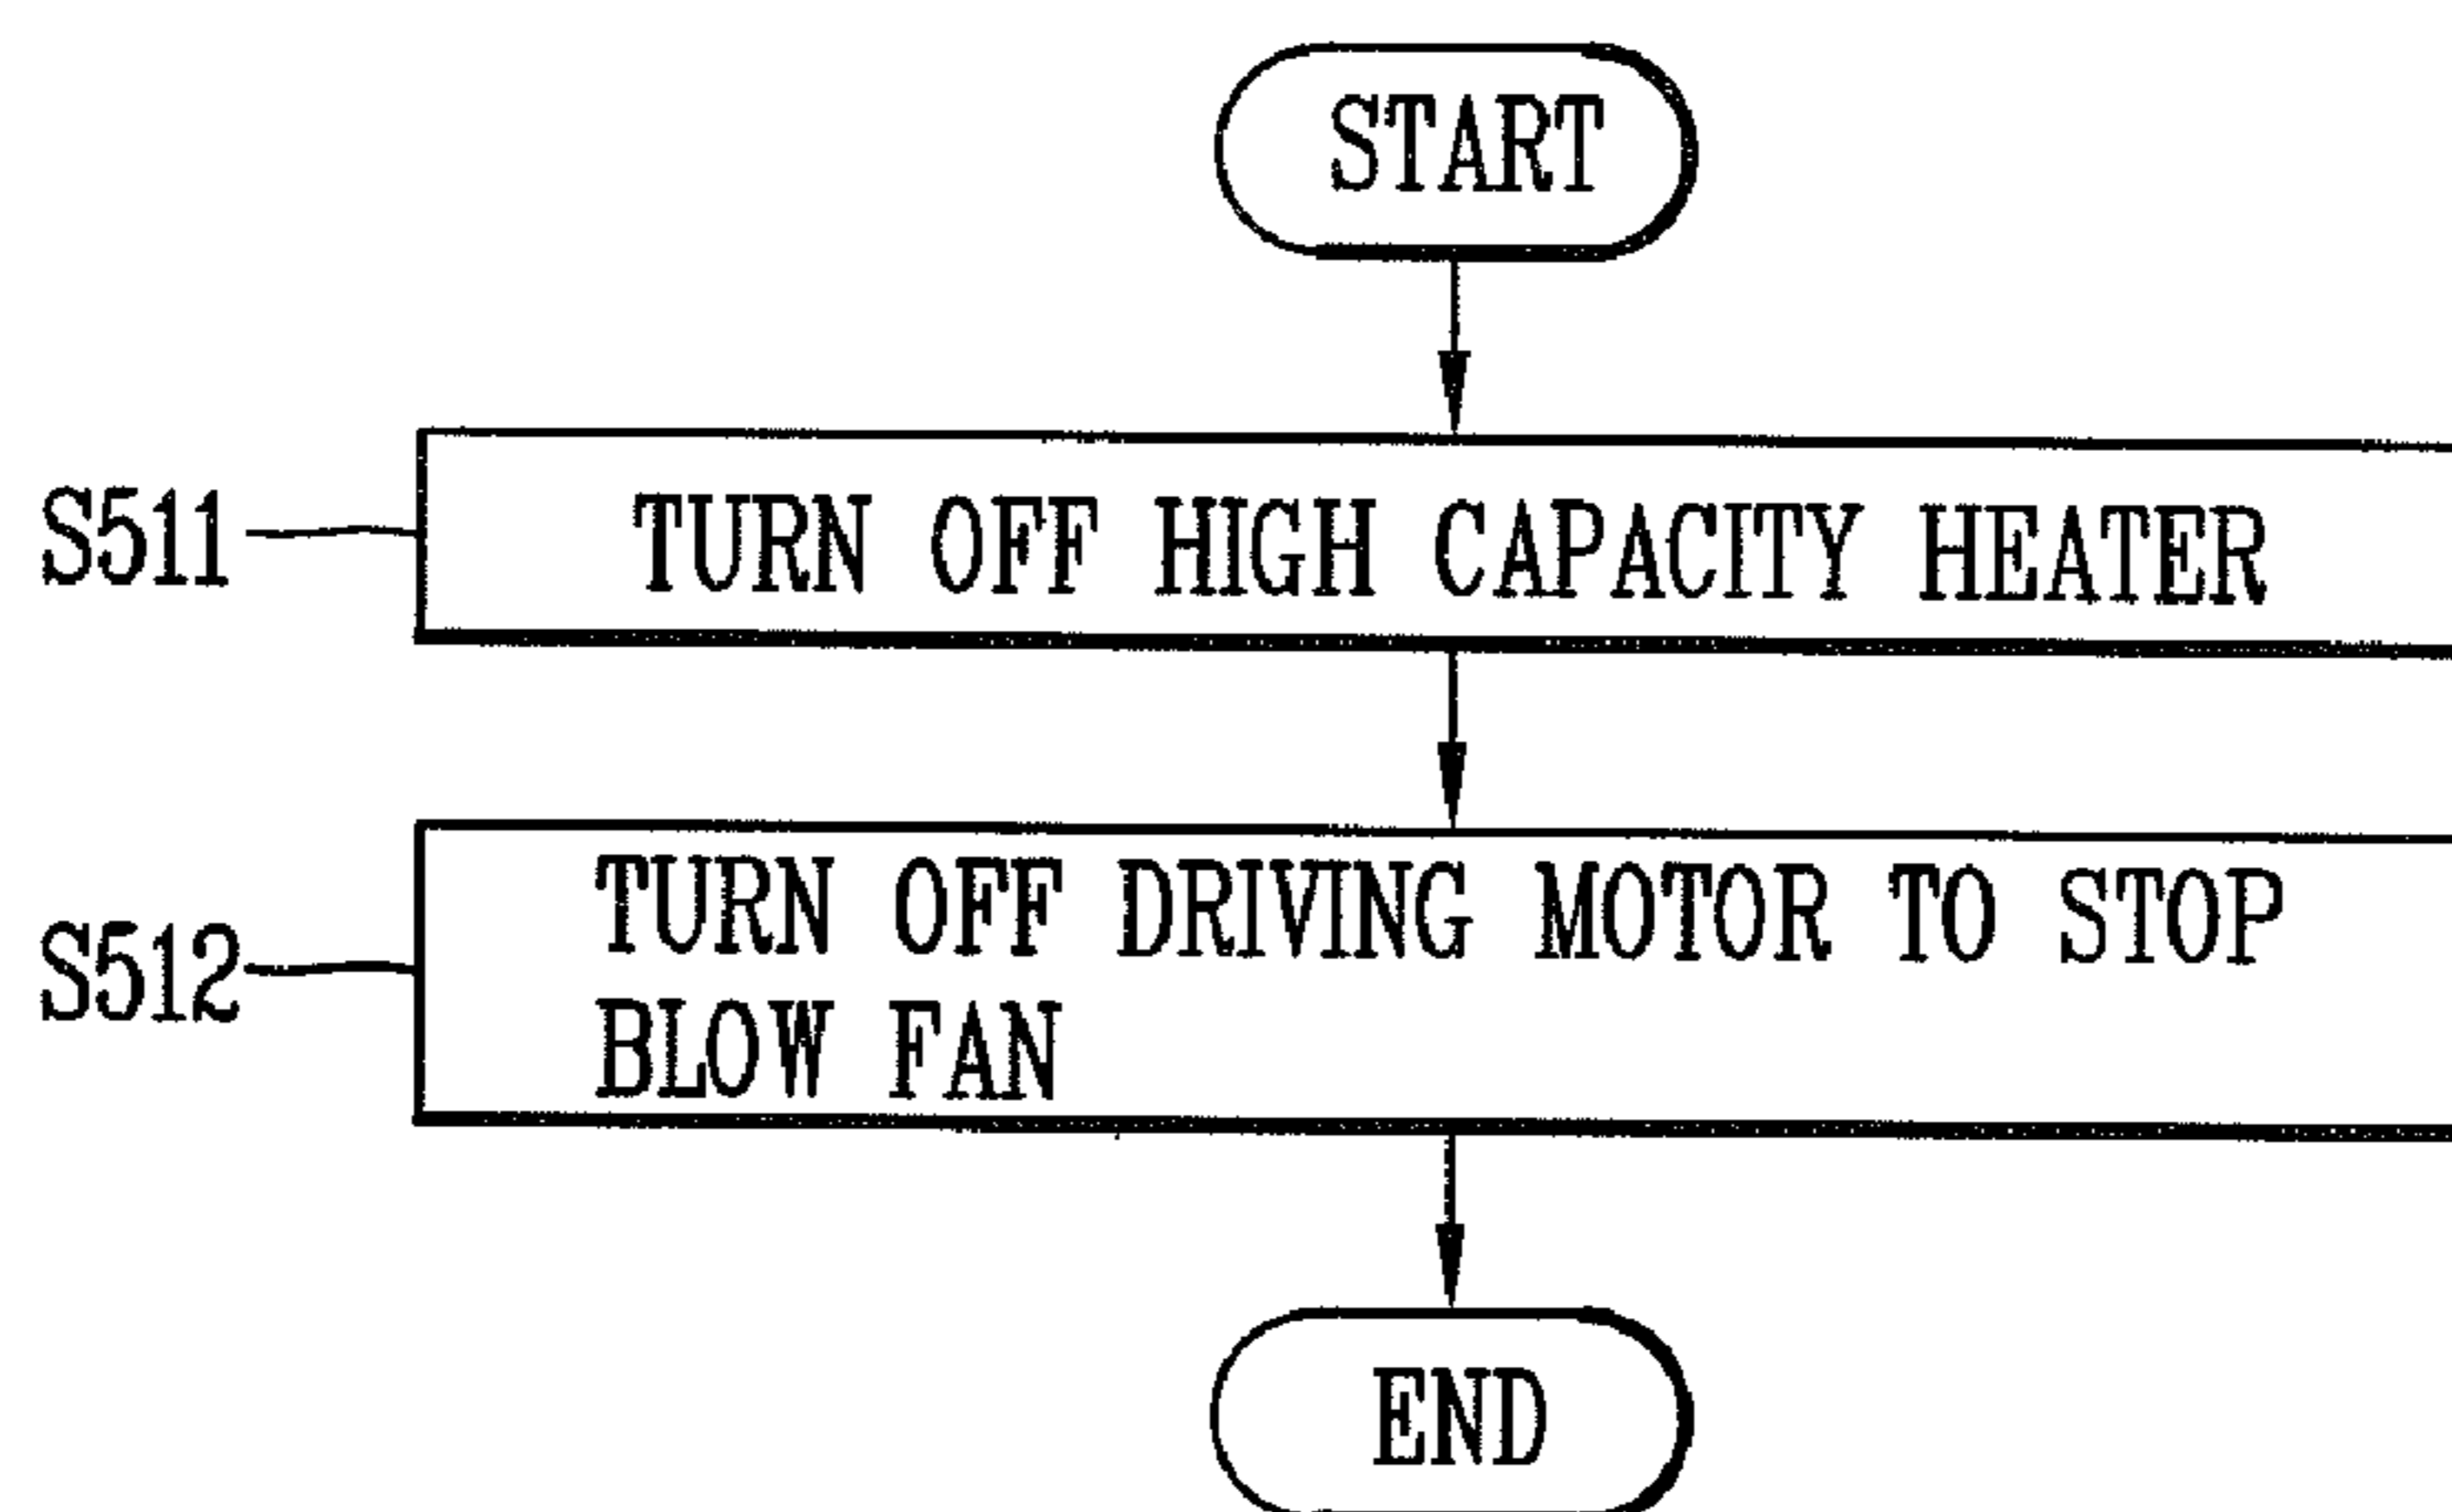 START
S511
TURN OFF HIGH CAPACITY HEATER
S512
TURN OFF DRIVING MOTOR TO STOP
BLOW FAN
END